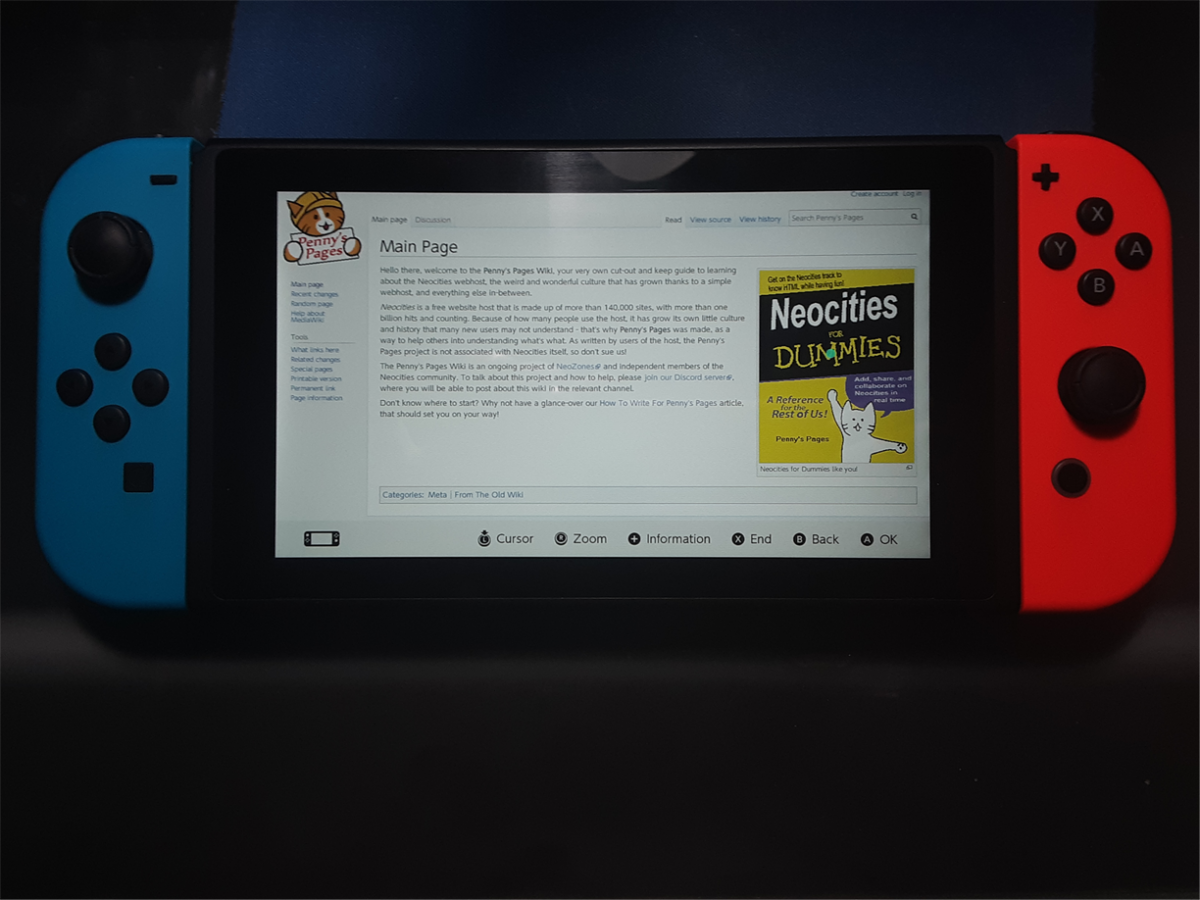 Create account Log in
Penny's
Pages
Main page Discussion Read View source View history Search Penny's Pages
Main Page
Main page
Recent changes
Random page
Help about
MediaWiki
Tools
What links here
Related changes
Special pages
Printable version
Permanent link
Page information
Hello there, welcome to the Penny's Pages Wiki, your very own cut-out and keep guide to learning
about the Neocities webhost, the weird and wonderful culture that has grown thanks to a simple
webhost, and everything else in-between.
Neocities is a free website host that is made up of more than 140,000 sites, with more than one
billion hits and counting. Because of how many people use the host, it has grow its own little culture
and history that many new users may not understand - that's why Penny's Pages was made, as a
way to help others into understanding what's what. As written by users of the host, the Penny's
Pages project is not associated with Neocities itself, so don't sue us!
The Penny's Pages Wiki is an ongoing project of NeoZones and independent members of the
Neocities community. To talk about this project and how to help, please join our Discord server,
where you will be able to post about this wiki in the relevant channel.
Don't know where to start? Why not have a glance-over our How To Write For Penny's Pages article,
that should set you on your way!
Get on the Neocities track to
know HTML while having fun!
Neocities
FOR
DUMMIES
Add, share, and
collaborate on
Neocities in
real time
A Reference
for the
Rest of Us!
Penny's Pages
Neocities for Dummies like you!
Categories: Meta | From The Old Wiki
L Cursor R Zoom + Information X End B Back A OK
X
Y
A
B